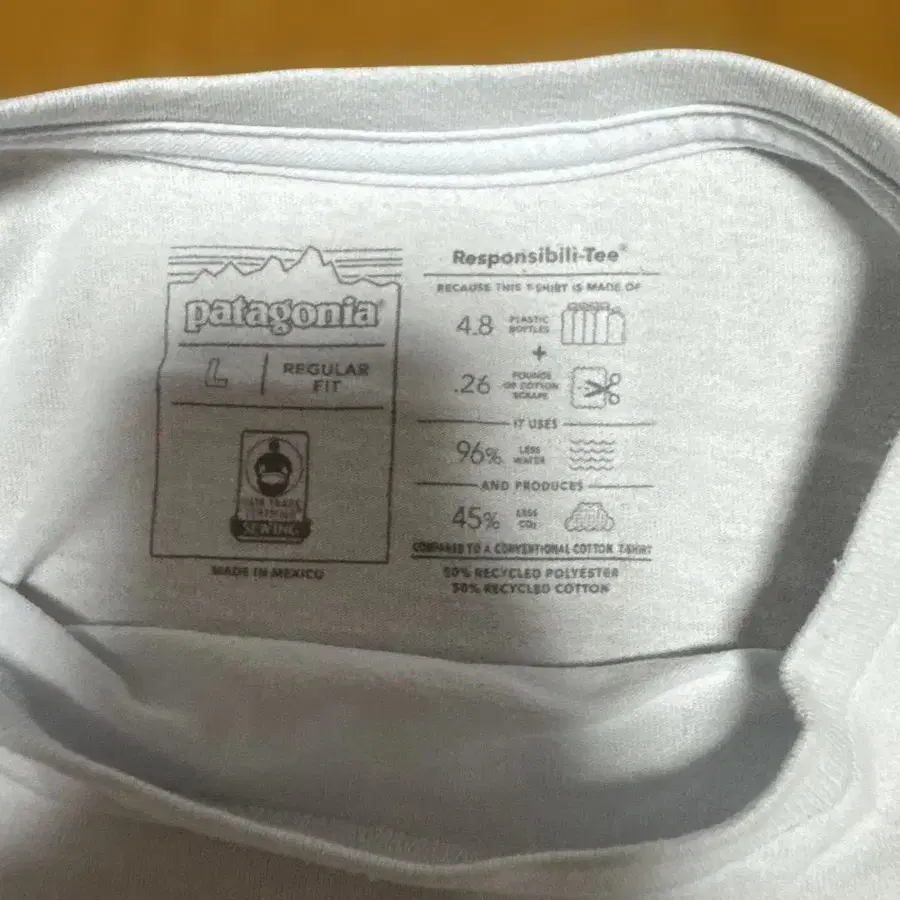 patagonia®
L
REGULAR
FIT
FAIR TRADE
CERTIFIED
SEWING
MADE IN MEXICO
Responsibili-Tee®
BECAUSE THIS T-SHIRT IS MADE OF
4.8 PLASTIC
BOTTLES
+
.26 POUNDS
OF COTTON
SCRAPS
IT USES
96% LESS
WATER
AND PRODUCES
45% LESS
CO₂
COMPARED TO A CONVENTIONAL COTTON T-SHIRT
50% RECYCLED POLYESTER
50% RECYCLED COTTON